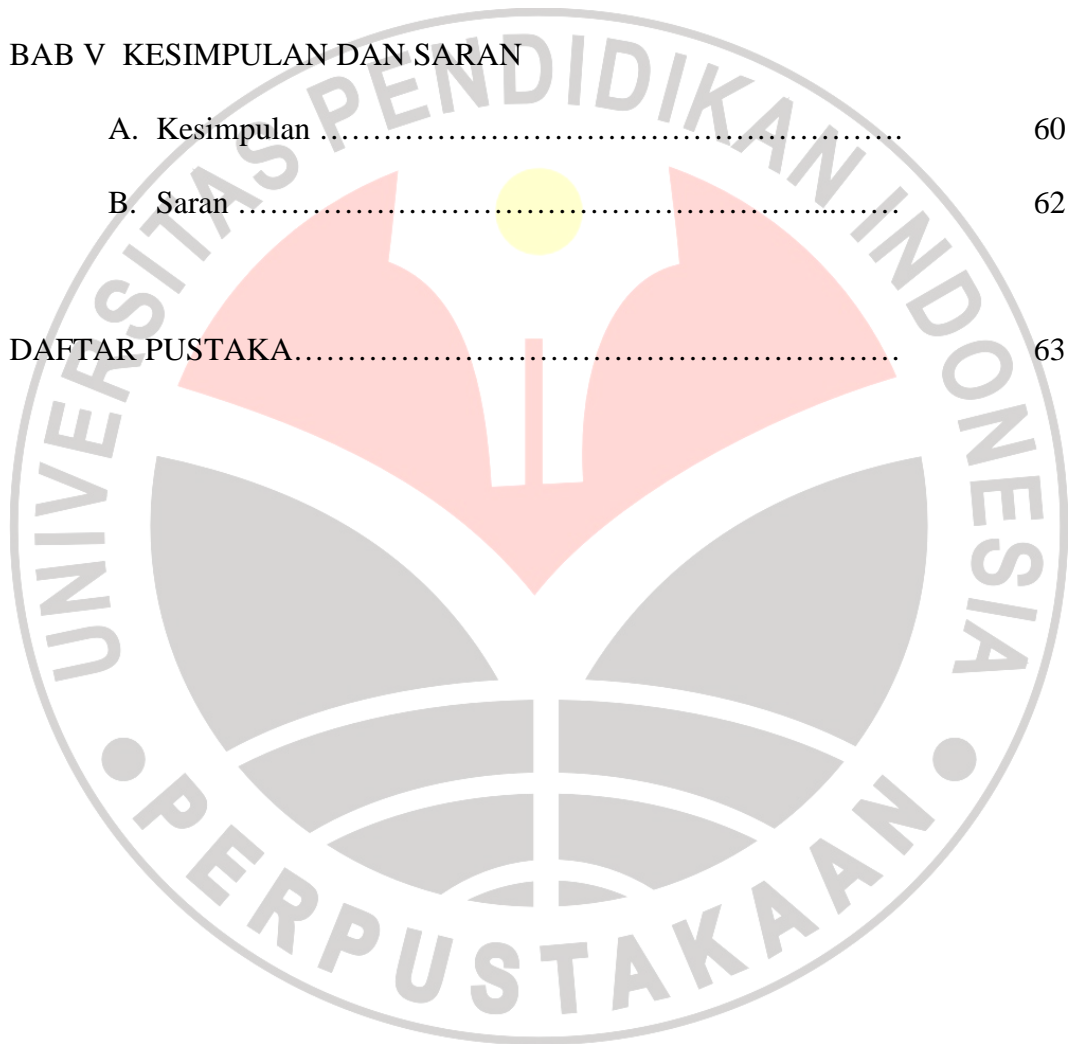 BAB V KESIMPULAN DAN SARAN
A. Kesimpulan ………………………………………………. 60
B. Saran ………………………………………………...…… 62
DAFTAR PUSTAKA………………………………………………… 63
UNIVERSITAS PENDIDIKAN INDONESIA
PERPUSTAKAAN